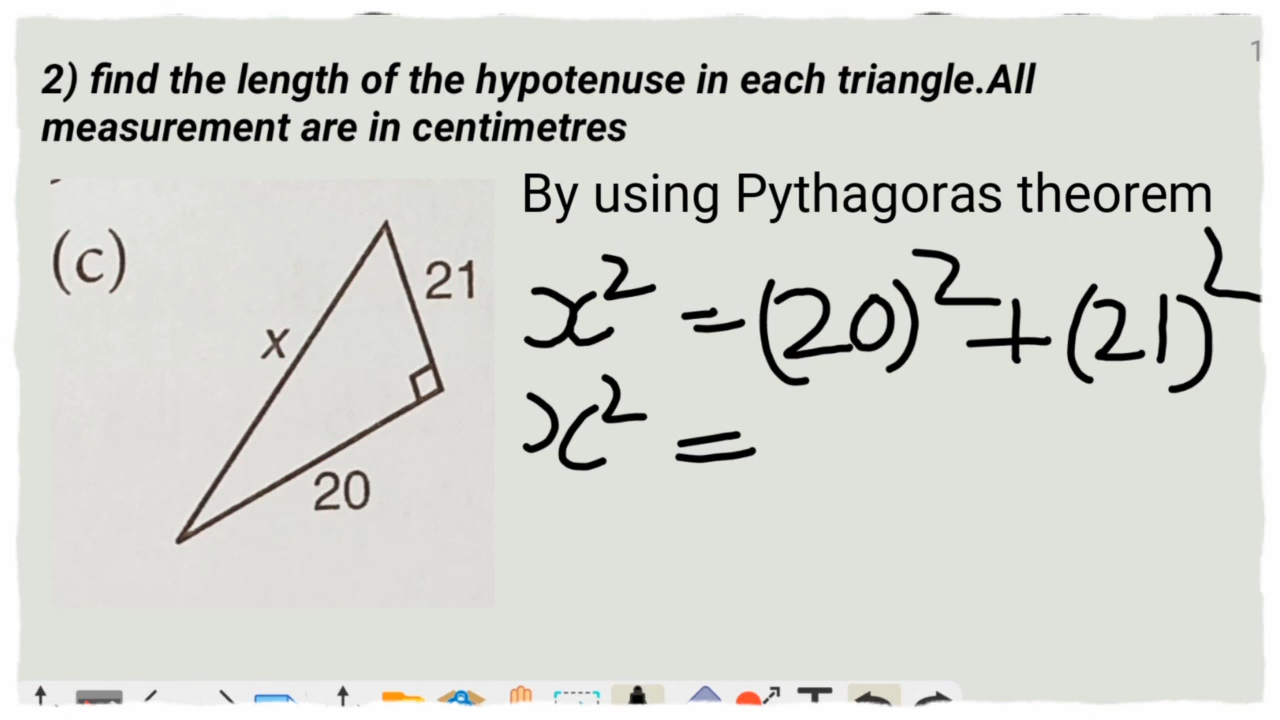 1
2) find the length of the hypotenuse in each triangle.All
measurement are in centimetres
By using Pythagoras theorem
(c)
21
x
20
x² = (20)² + (21)²
x² =